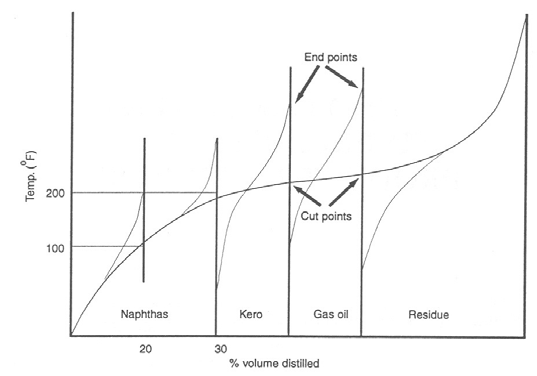 End points
Temp. (°F)
200
Cut points
100
Naphthas
Kero
Gas oil
Residue
20
30
% volume distilled